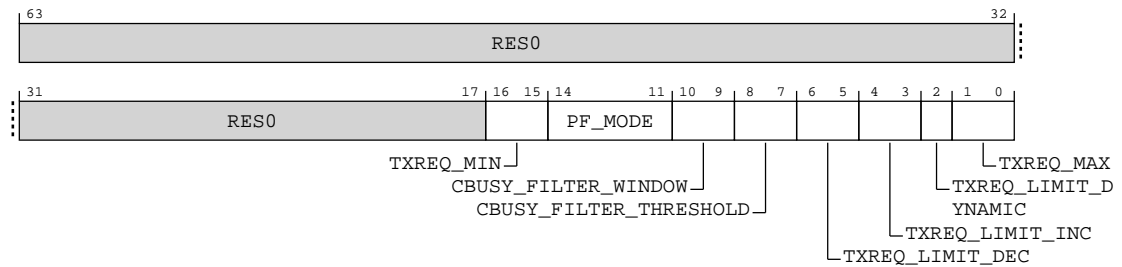 63 32
RES0
31 17 16 15 14 11 10 9 8 7 6 5 4 3 2 1 0
RES0 PF_MODE
TXREQ_MIN TXREQ_MAX
CBUSY_FILTER_WINDOW TXREQ_LIMIT_D
CBUSY_FILTER_THRESHOLD YNAMIC
TXREQ_LIMIT_INC
TXREQ_LIMIT_DEC